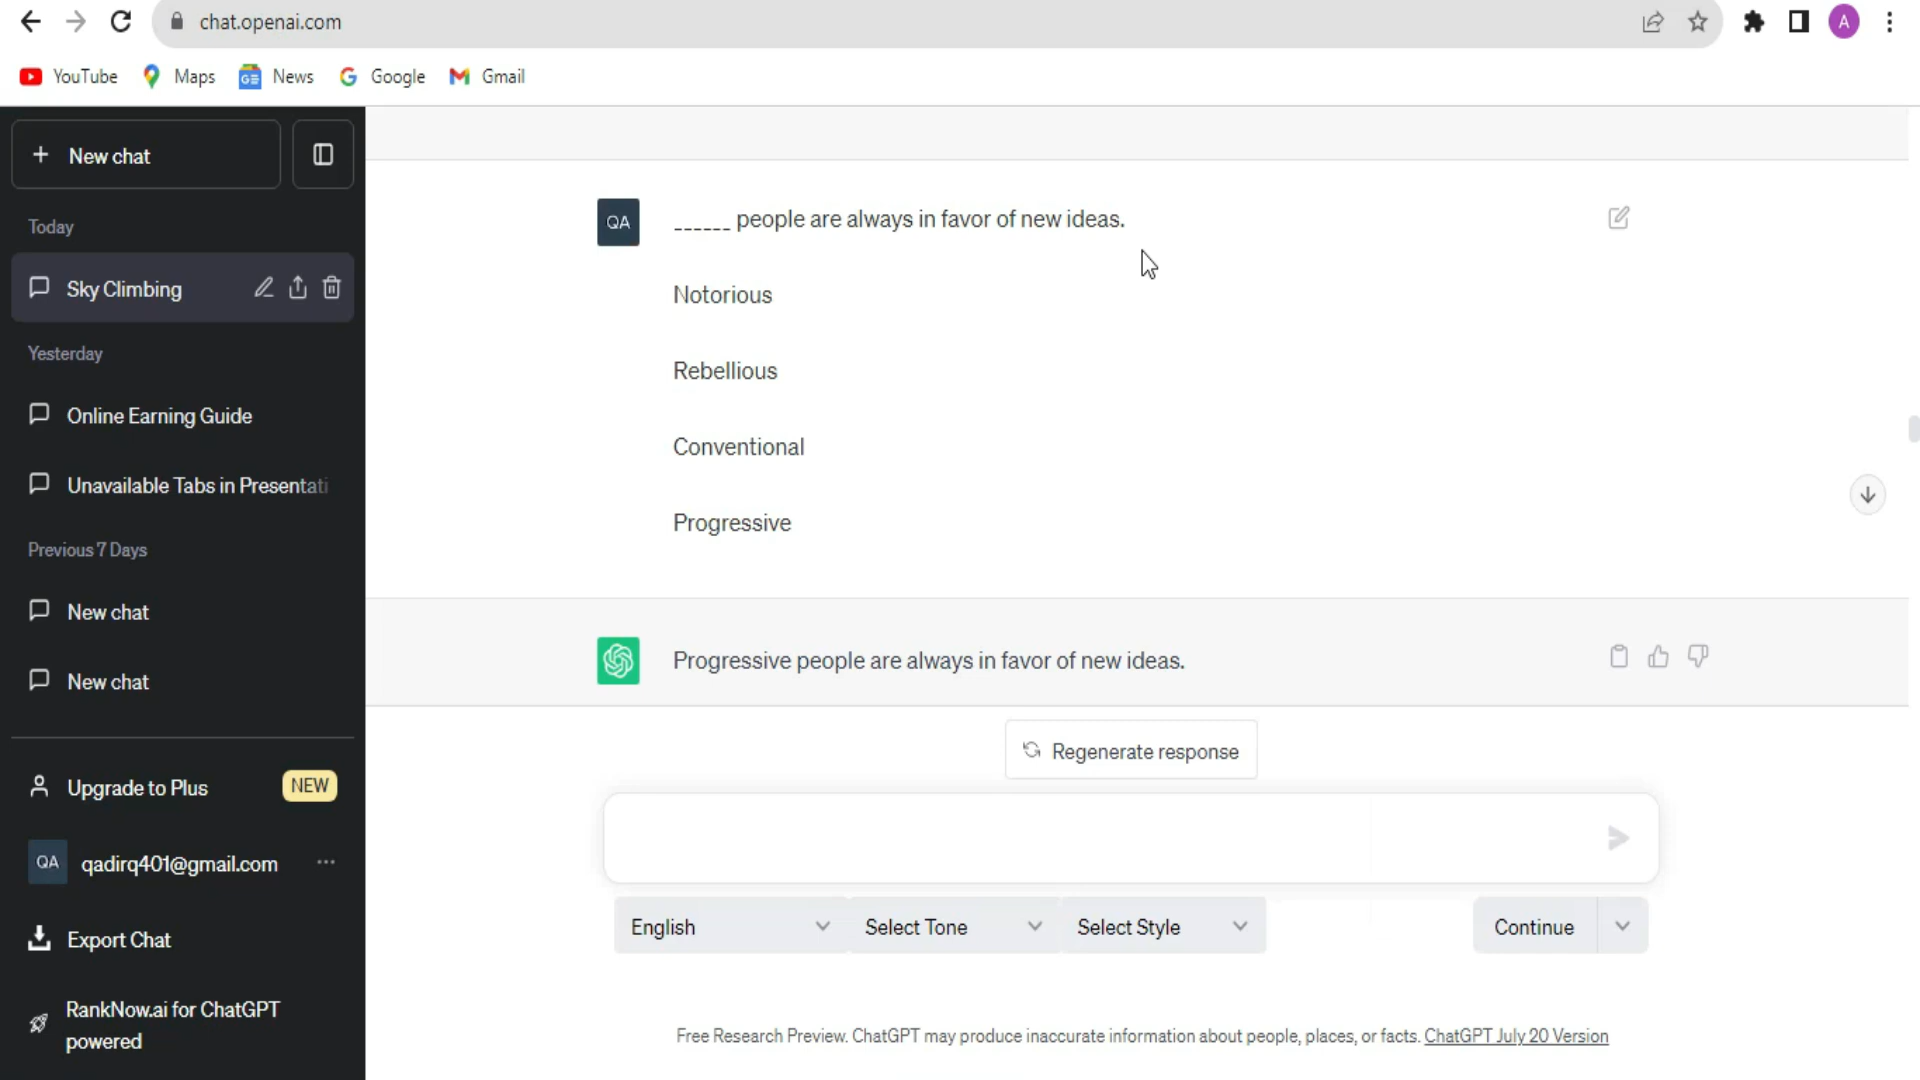 chat.openai.com
A
YouTube
Maps
News
Google
Gmail
New chat
Today
Sky Climbing
Yesterday
Online Earning Guide
Unavailable Tabs in Presentati
Previous 7 Days
New chat
New chat
Upgrade to Plus
NEW
QA
qadirq401@gmail.com
Export Chat
RankNow.ai for ChatGPT
powered
QA
______ people are always in favor of new ideas.
Notorious
Rebellious
Conventional
Progressive
Progressive people are always in favor of new ideas.
Regenerate response
English
Select Tone
Select Style
Continue
Free Research Preview. ChatGPT may produce inaccurate information about people, places, or facts. ChatGPT July 20 Version